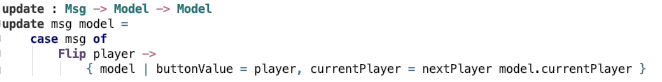 update : Msg -> Model -> Model
update msg model =
    case msg of
        Flip player ->
            { model | buttonValue = player, currentPlayer = nextPlayer model.currentPlayer }